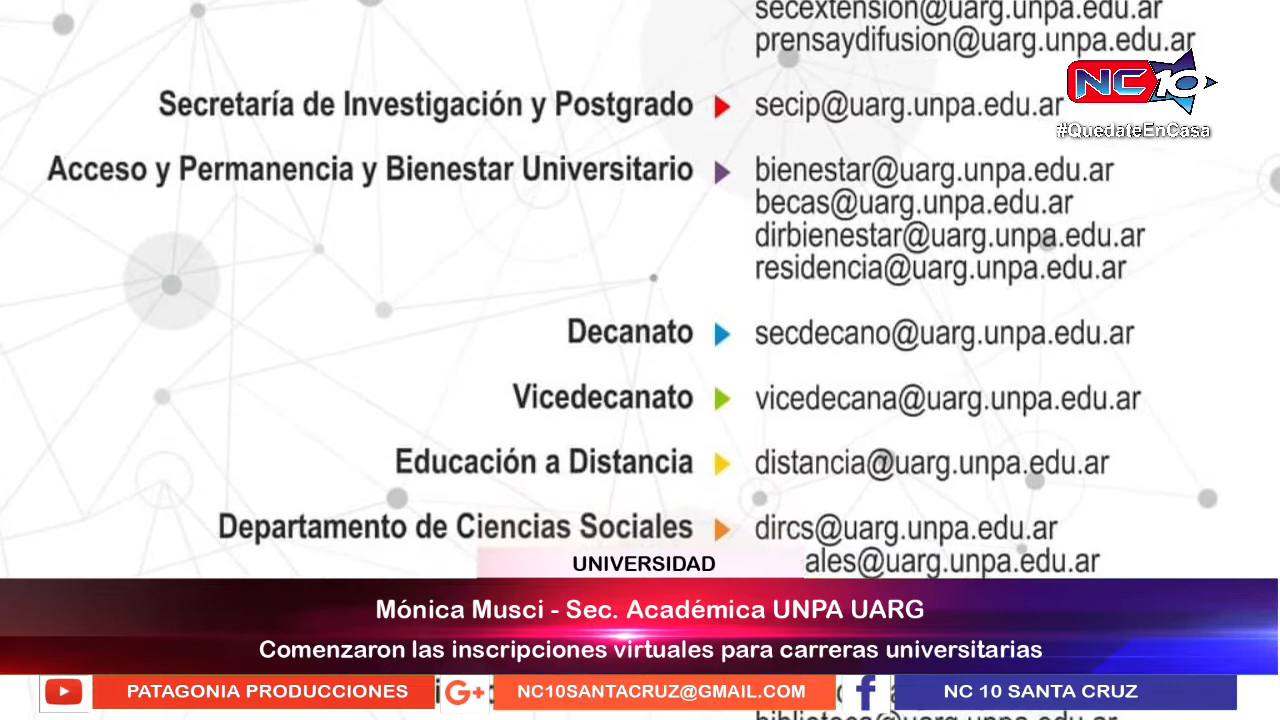 secextension@uarg.unpa.edu.ar
prensaydifusion@uarg.unpa.edu.ar
NC10
#QuedateEnCasa
Secretaría de Investigación y Postgrado secip@uarg.unpa.edu.ar
Acceso y Permanencia y Bienestar Universitario bienestar@uarg.unpa.edu.ar
becas@uarg.unpa.edu.ar
dirbienestar@uarg.unpa.edu.ar
residencia@uarg.unpa.edu.ar
Decanato secdecano@uarg.unpa.edu.ar
Vicedecanato vicedecana@uarg.unpa.edu.ar
Educación a Distancia distancia@uarg.unpa.edu.ar
Departamento de Ciencias Sociales dircs@uarg.unpa.edu.ar
ales@uarg.unpa.edu.ar
UNIVERSIDAD
Mónica Musci - Sec. Académica UNPA UARG
Comenzaron las inscripciones virtuales para carreras universitarias
PATAGONIA PRODUCCIONES G+ NC10SANTACRUZ@GMAIL.COM f NC 10 SANTA CRUZ
biblioteca@uarg.unpa.edu.ar